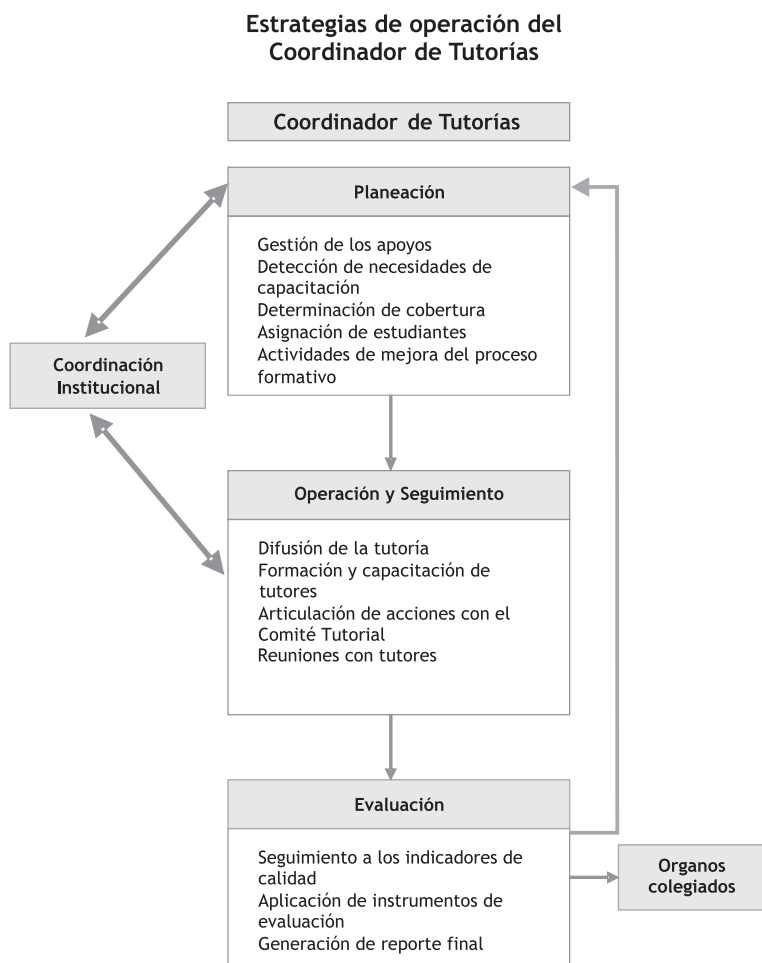 Estrategias de operación del
Coordinador de Tutorías
Coordinador de Tutorías
Planeación
Gestión de los apoyos
Detección de necesidades de
capacitación
Determinación de cobertura
Asignación de estudiantes
Actividades de mejora del proceso
formativo
Coordinación
Institucional
Operación y Seguimiento
Difusión de la tutoría
Formación y capacitación de
tutores
Articulación de acciones con el
Comité Tutorial
Reuniones con tutores
Evaluación
Seguimiento a los indicadores de
calidad
Aplicación de instrumentos de
evaluación
Generación de reporte final
Organos
colegiados